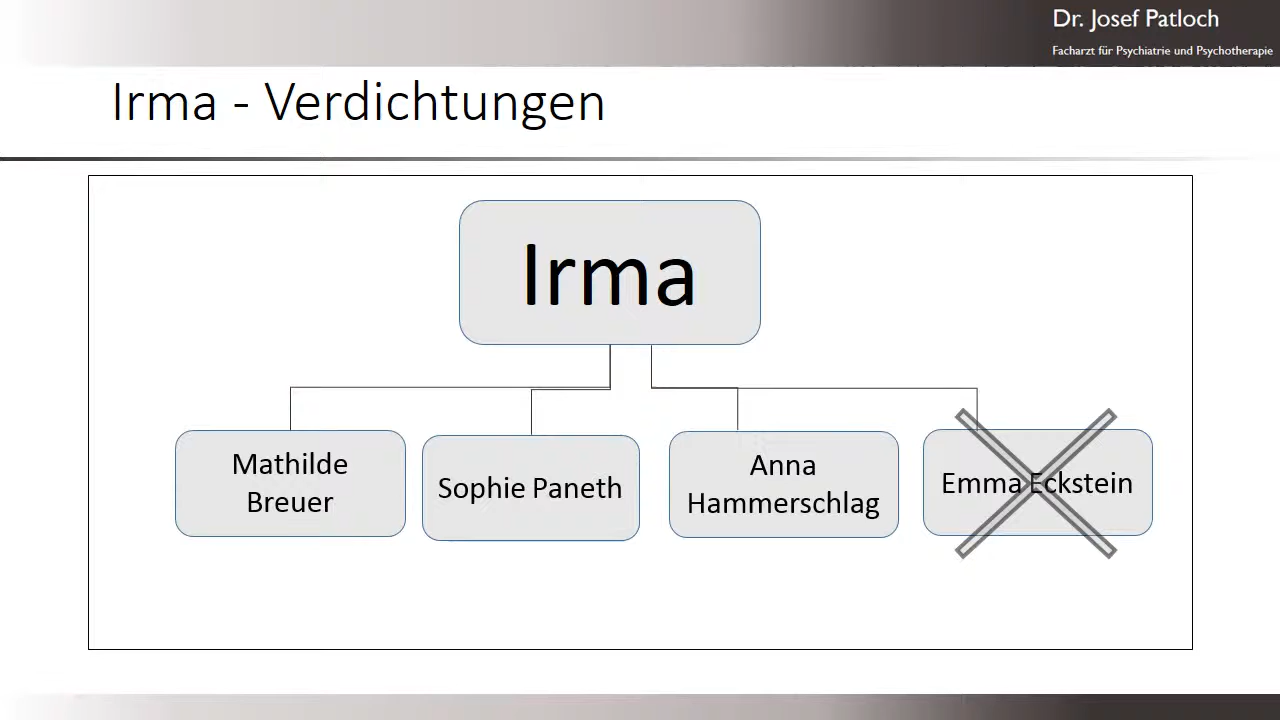 Dr. Josef Patloch
Facharzt für Psychiatrie und Psychotherapie
Irma - Verdichtungen
Irma
Mathilde
Breuer
Sophie Paneth
Anna
Hammerschlag
Emma Eckstein